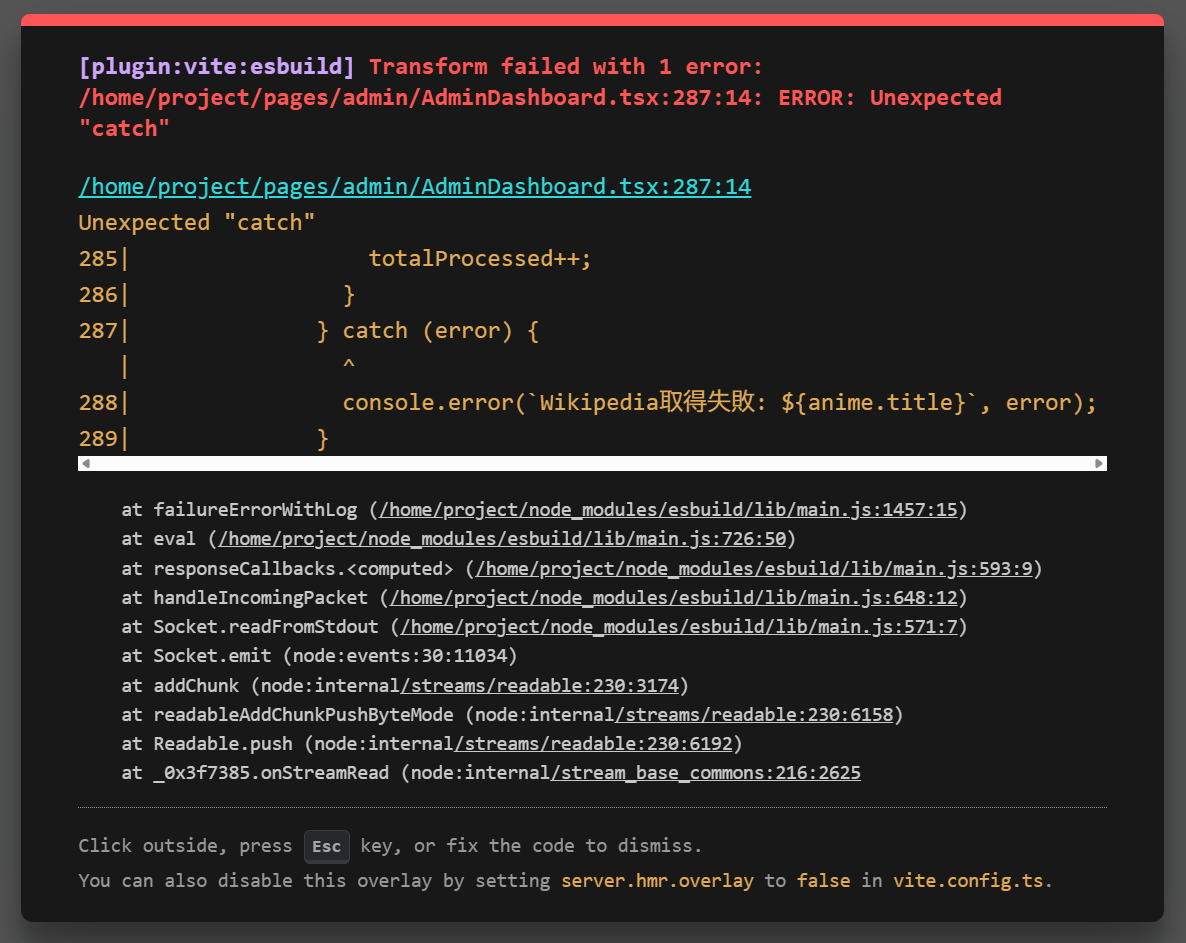 [plugin:vite:esbuild] Transform failed with 1 error:
/home/project/pages/admin/AdminDashboard.tsx:287:14: ERROR: Unexpected
"catch"
/home/project/pages/admin/AdminDashboard.tsx:287:14
Unexpected "catch"
285|                  totalProcessed++;
286|                }
287|              } catch (error) {
   |                ^
288|                console.error(`Wikipedia取得失敗: ${anime.title}`, error);
289|              }
at failureErrorWithLog (/home/project/node_modules/esbuild/lib/main.js:1457:15)
at eval (/home/project/node_modules/esbuild/lib/main.js:726:50)
at responseCallbacks.<computed> (/home/project/node_modules/esbuild/lib/main.js:593:9)
at handleIncomingPacket (/home/project/node_modules/esbuild/lib/main.js:648:12)
at Socket.readFromStdout (/home/project/node_modules/esbuild/lib/main.js:571:7)
at Socket.emit (node:events:30:11034)
at addChunk (node:internal/streams/readable:230:3174)
at readableAddChunkPushByteMode (node:internal/streams/readable:230:6158)
at Readable.push (node:internal/streams/readable:230:6192)
at _0x3f7385.onStreamRead (node:internal/stream_base_commons:216:2625
Click outside, press Esc key, or fix the code to dismiss.
You can also disable this overlay by setting server.hmr.overlay to false in vite.config.ts.